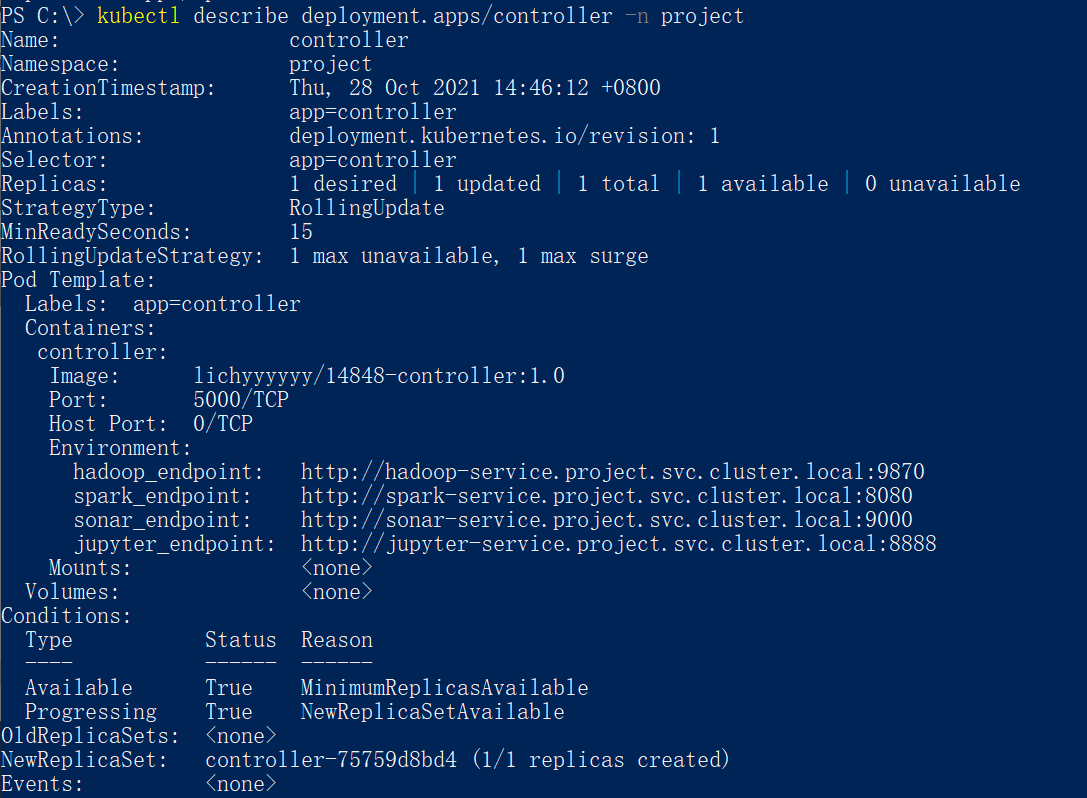 PS C:\> kubectl describe deployment.apps/controller -n project
Name:                   controller
Namespace:              project
CreationTimestamp:      Thu, 28 Oct 2021 14:46:12 +0800
Labels:                 app=controller
Annotations:            deployment.kubernetes.io/revision: 1
Selector:               app=controller
Replicas:               1 desired | 1 updated | 1 total | 1 available | 0 unavailable
StrategyType:           RollingUpdate
MinReadySeconds:        15
RollingUpdateStrategy:  1 max unavailable, 1 max surge
Pod Template:
  Labels:  app=controller
  Containers:
   controller:
    Image:      lichyyyyyy/14848-controller:1.0
    Port:       5000/TCP
    Host Port:  0/TCP
    Environment:
      hadoop_endpoint:   http://hadoop-service.project.svc.cluster.local:9870
      spark_endpoint:    http://spark-service.project.svc.cluster.local:8080
      sonar_endpoint:    http://sonar-service.project.svc.cluster.local:9000
      jupyter_endpoint:  http://jupyter-service.project.svc.cluster.local:8888
    Mounts:              <none>
  Volumes:               <none>
Conditions:
  Type           Status  Reason
  ----           ------  ------
  Available      True    MinimumReplicasAvailable
  Progressing    True    NewReplicaSetAvailable
OldReplicaSets:  <none>
NewReplicaSet:   controller-75759d8bd4 (1/1 replicas created)
Events:          <none>